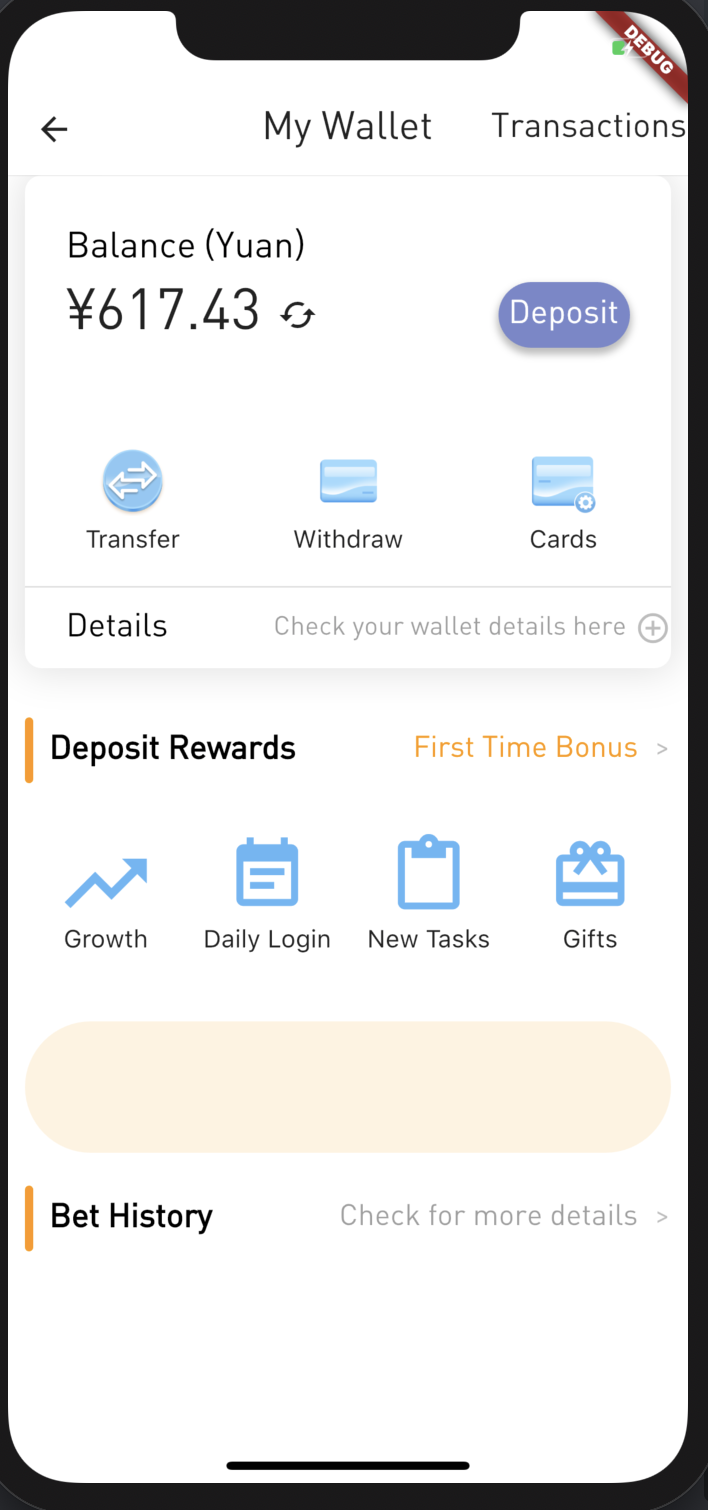 DEBUG
My Wallet
Transactions
Balance (Yuan)
¥617.43
Deposit
Transfer
Withdraw
Cards
Details
Check your wallet details here
Deposit Rewards
First Time Bonus >
Growth
Daily Login
New Tasks
Gifts
Bet History
Check for more details >